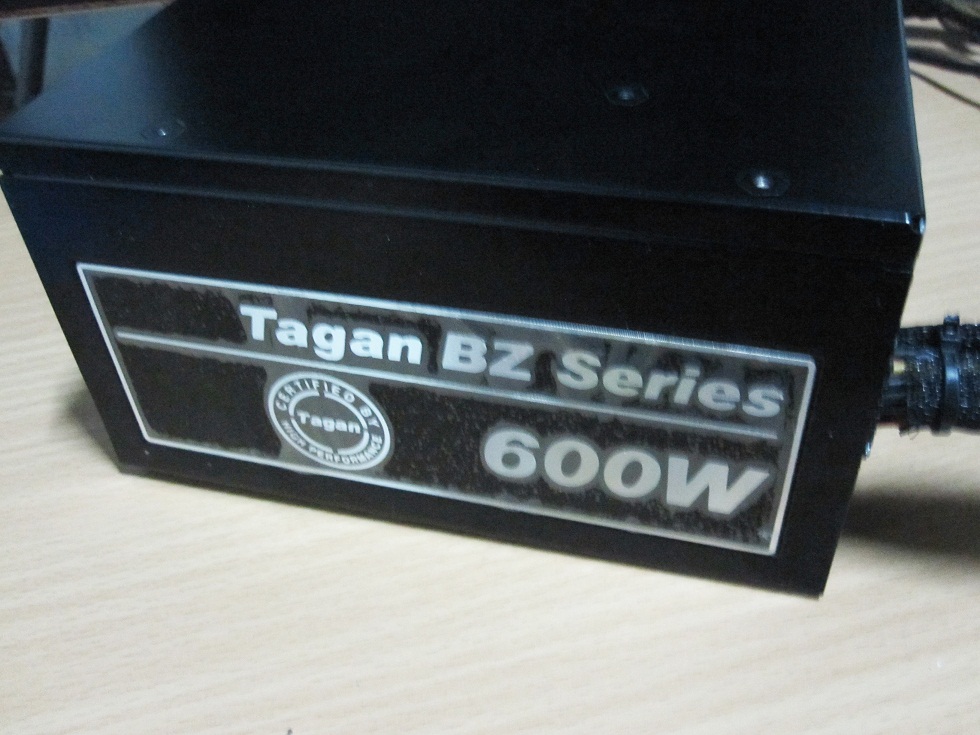 Tagan BZ Series
CERTIFIED BY
Tagan
HIGH PERFORMANCE
600W